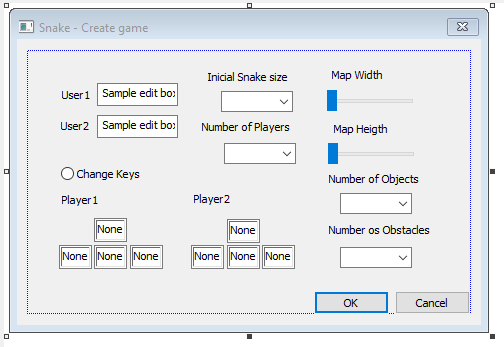 Snake - Create game
Inicial Snake size
Map Width
User1 Sample edit box
User2 Sample edit box
Number of Players
Map Heigth
Change Keys
Number of Objects
Player1
Player2
Number os Obstacles
None
None
None None None
None None None
OK
Cancel